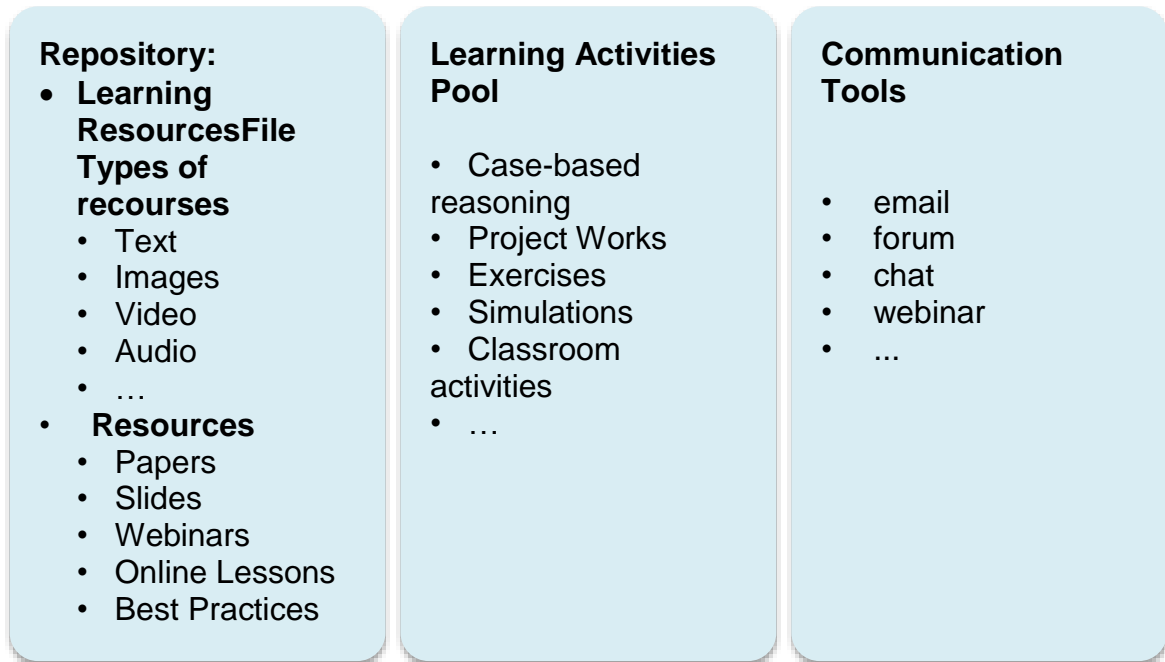 Repository:
• Learning
ResourcesFile
Types of
recourses
• Text
• Images
• Video
• Audio
• …
• Resources
• Papers
• Slides
• Webinars
• Online Lessons
• Best Practices
Learning Activities
Pool
• Case-based
reasoning
• Project Works
• Exercises
• Simulations
• Classroom
activities
• …
Communication
Tools
• email
• forum
• chat
• webinar
• ...